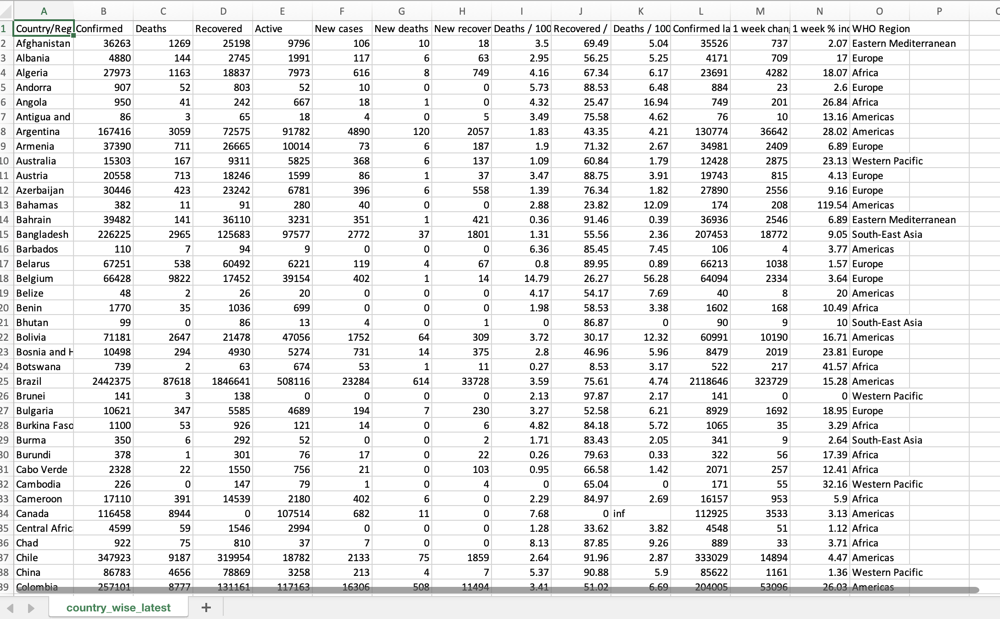 A B C D E F G H I J K L M N O P
1 Country/Reg Confirmed Deaths Recovered Active New cases New deaths New recover Deaths / 100 Recovered / Deaths / 100 Confirmed la 1 week chan 1 week % inc WHO Region
2 Afghanistan 36263 1269 25198 9796 106 10 18 3.5 69.49 5.04 35526 737 2.07 Eastern Mediterranean
3 Albania 4880 144 2745 1991 117 6 63 2.95 56.25 5.25 4171 709 17 Europe
4 Algeria 27973 1163 18837 7973 616 8 749 4.16 67.34 6.17 23691 4282 18.07 Africa
5 Andorra 907 52 803 52 10 0 0 5.73 88.53 6.48 884 23 2.6 Europe
6 Angola 950 41 242 667 18 1 0 4.32 25.47 16.94 749 201 26.84 Africa
7 Antigua and 86 3 65 18 4 0 5 3.49 75.58 4.62 76 10 13.16 Americas
8 Argentina 167416 3059 72575 91782 4890 120 2057 1.83 43.35 4.21 130774 36642 28.02 Americas
9 Armenia 37390 711 26665 10014 73 6 187 1.9 71.32 2.67 34981 2409 6.89 Europe
10 Australia 15303 167 9311 5825 368 6 137 1.09 60.84 1.79 12428 2875 23.13 Western Pacific
11 Austria 20558 713 18246 1599 86 1 37 3.47 88.75 3.91 19743 815 4.13 Europe
12 Azerbaijan 30446 423 23242 6781 396 6 558 1.39 76.34 1.82 27890 2556 9.16 Europe
13 Bahamas 382 11 91 280 40 0 0 2.88 23.82 12.09 174 208 119.54 Americas
14 Bahrain 39482 141 36110 3231 351 1 421 0.36 91.46 0.39 36936 2546 6.89 Eastern Mediterranean
15 Bangladesh 226225 2965 125683 97577 2772 37 1801 1.31 55.56 2.36 207453 18772 9.05 South-East Asia
16 Barbados 110 7 94 9 0 0 0 6.36 85.45 7.45 106 4 3.77 Americas
17 Belarus 67251 538 60492 6221 119 4 67 0.8 89.95 0.89 66213 1038 1.57 Europe
18 Belgium 66428 9822 17452 39154 402 1 14 14.79 26.27 56.28 64094 2334 3.64 Europe
19 Belize 48 2 26 20 0 0 0 4.17 54.17 7.69 40 8 20 Americas
20 Benin 1770 35 1036 699 0 0 0 1.98 58.53 3.38 1602 168 10.49 Africa
21 Bhutan 99 0 86 13 4 0 1 0 86.87 0 90 9 10 South-East Asia
22 Bolivia 71181 2647 21478 47056 1752 64 309 3.72 30.17 12.32 60991 10190 16.71 Americas
23 Bosnia and H 10498 294 4930 5274 731 14 375 2.8 46.96 5.96 8479 2019 23.81 Europe
24 Botswana 739 2 63 674 53 1 11 0.27 8.53 3.17 522 217 41.57 Africa
25 Brazil 2442375 87618 1846641 508116 23284 614 33728 3.59 75.61 4.74 2118646 323729 15.28 Americas
26 Brunei 141 3 138 0 0 0 0 2.13 97.87 2.17 141 0 0 Western Pacific
27 Bulgaria 10621 347 5585 4689 194 7 230 3.27 52.58 6.21 8929 1692 18.95 Europe
28 Burkina Faso 1100 53 926 121 14 0 6 4.82 84.18 5.72 1065 35 3.29 Africa
29 Burma 350 6 292 52 0 0 2 1.71 83.43 2.05 341 9 2.64 South-East Asia
30 Burundi 378 1 301 76 17 0 22 0.26 79.63 0.33 322 56 17.39 Africa
31 Cabo Verde 2328 22 1550 756 21 0 103 0.95 66.58 1.42 2071 257 12.41 Africa
32 Cambodia 226 0 147 79 1 0 4 0 65.04 0 171 55 32.16 Western Pacific
33 Cameroon 17110 391 14539 2180 402 6 0 2.29 84.97 2.69 16157 953 5.9 Africa
34 Canada 116458 8944 0 107514 682 11 0 7.68 0 inf 112925 3533 3.13 Americas
35 Central Afric 4599 59 1546 2994 0 0 0 1.28 33.62 3.82 4548 51 1.12 Africa
36 Chad 922 75 810 37 7 0 0 8.13 87.85 9.26 889 33 3.71 Africa
37 Chile 347923 9187 319954 18782 2133 75 1859 2.64 91.96 2.87 333029 14894 4.47 Americas
38 China 86783 4656 78869 3258 213 4 7 5.37 90.88 5.9 85622 1161 1.36 Western Pacific
39 Colombia 257101 8777 131161 117163 16306 508 11494 3.41 51.02 6.69 204005 53096 26.03 Americas
country_wise_latest